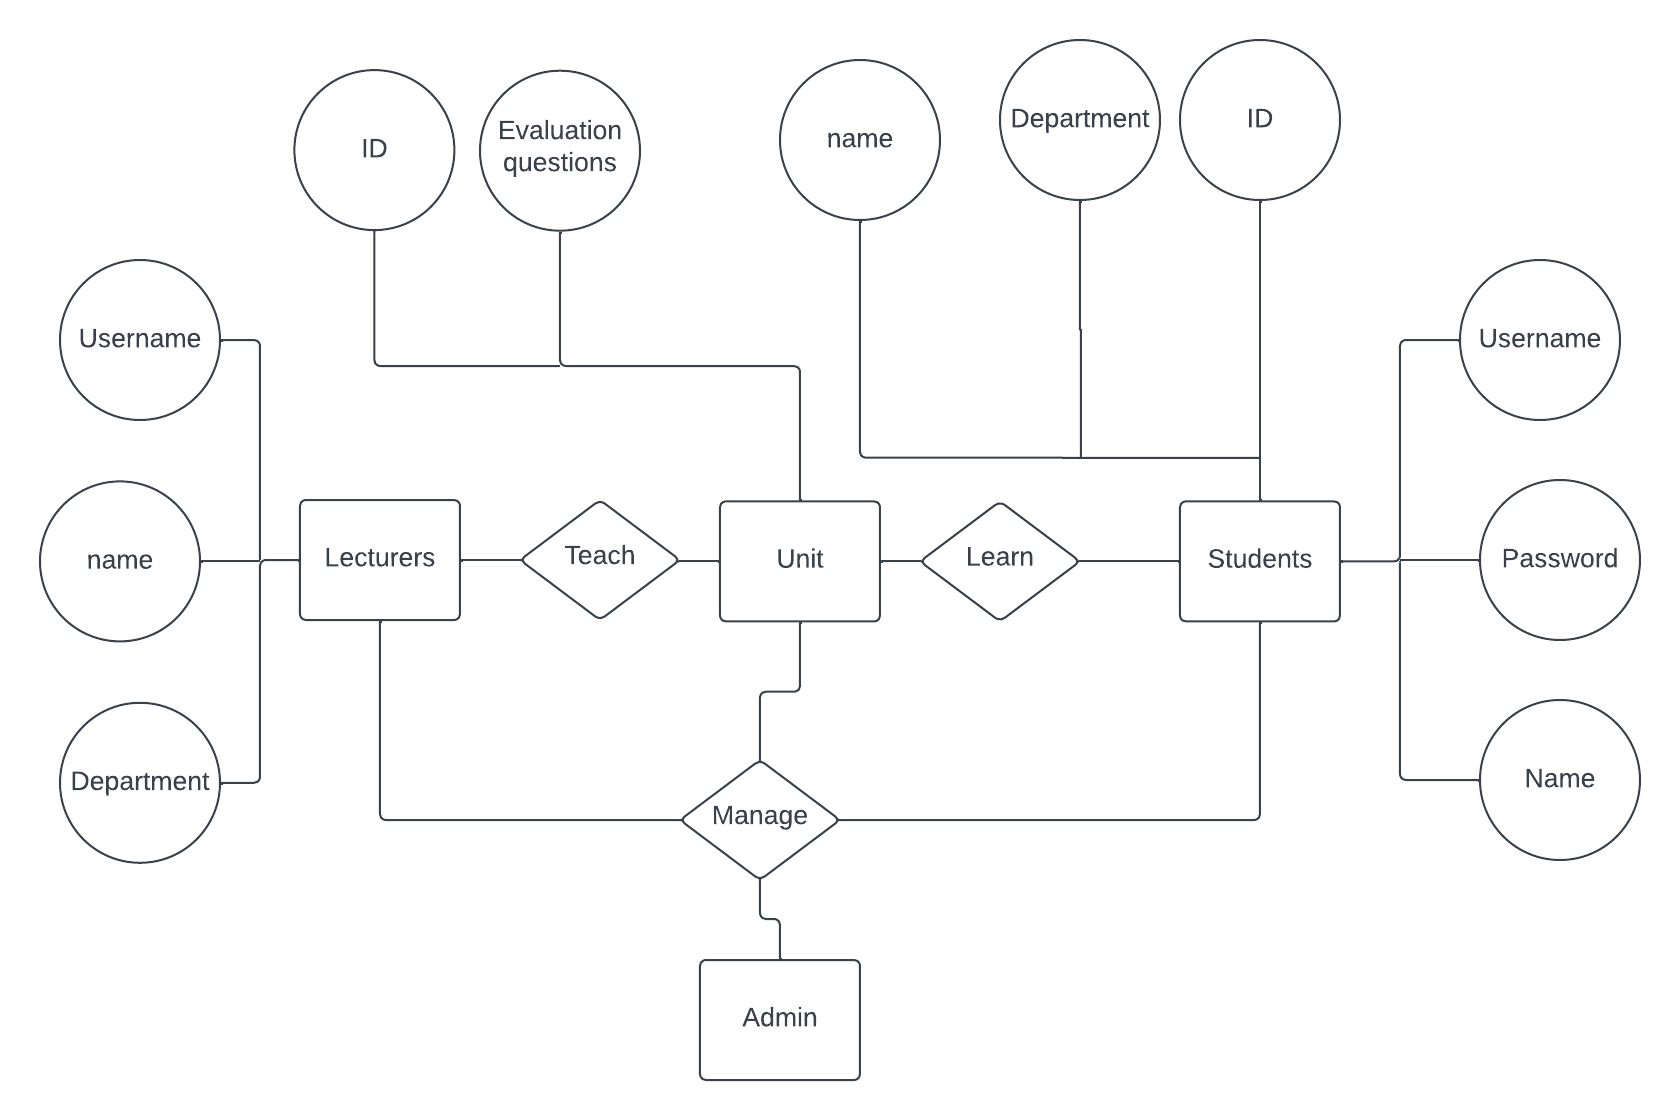 ID
Evaluation
questions
name
Department
ID
Username
Username
name
Lecturers
Teach
Unit
Learn
Students
Password
Department
Manage
Name
Admin